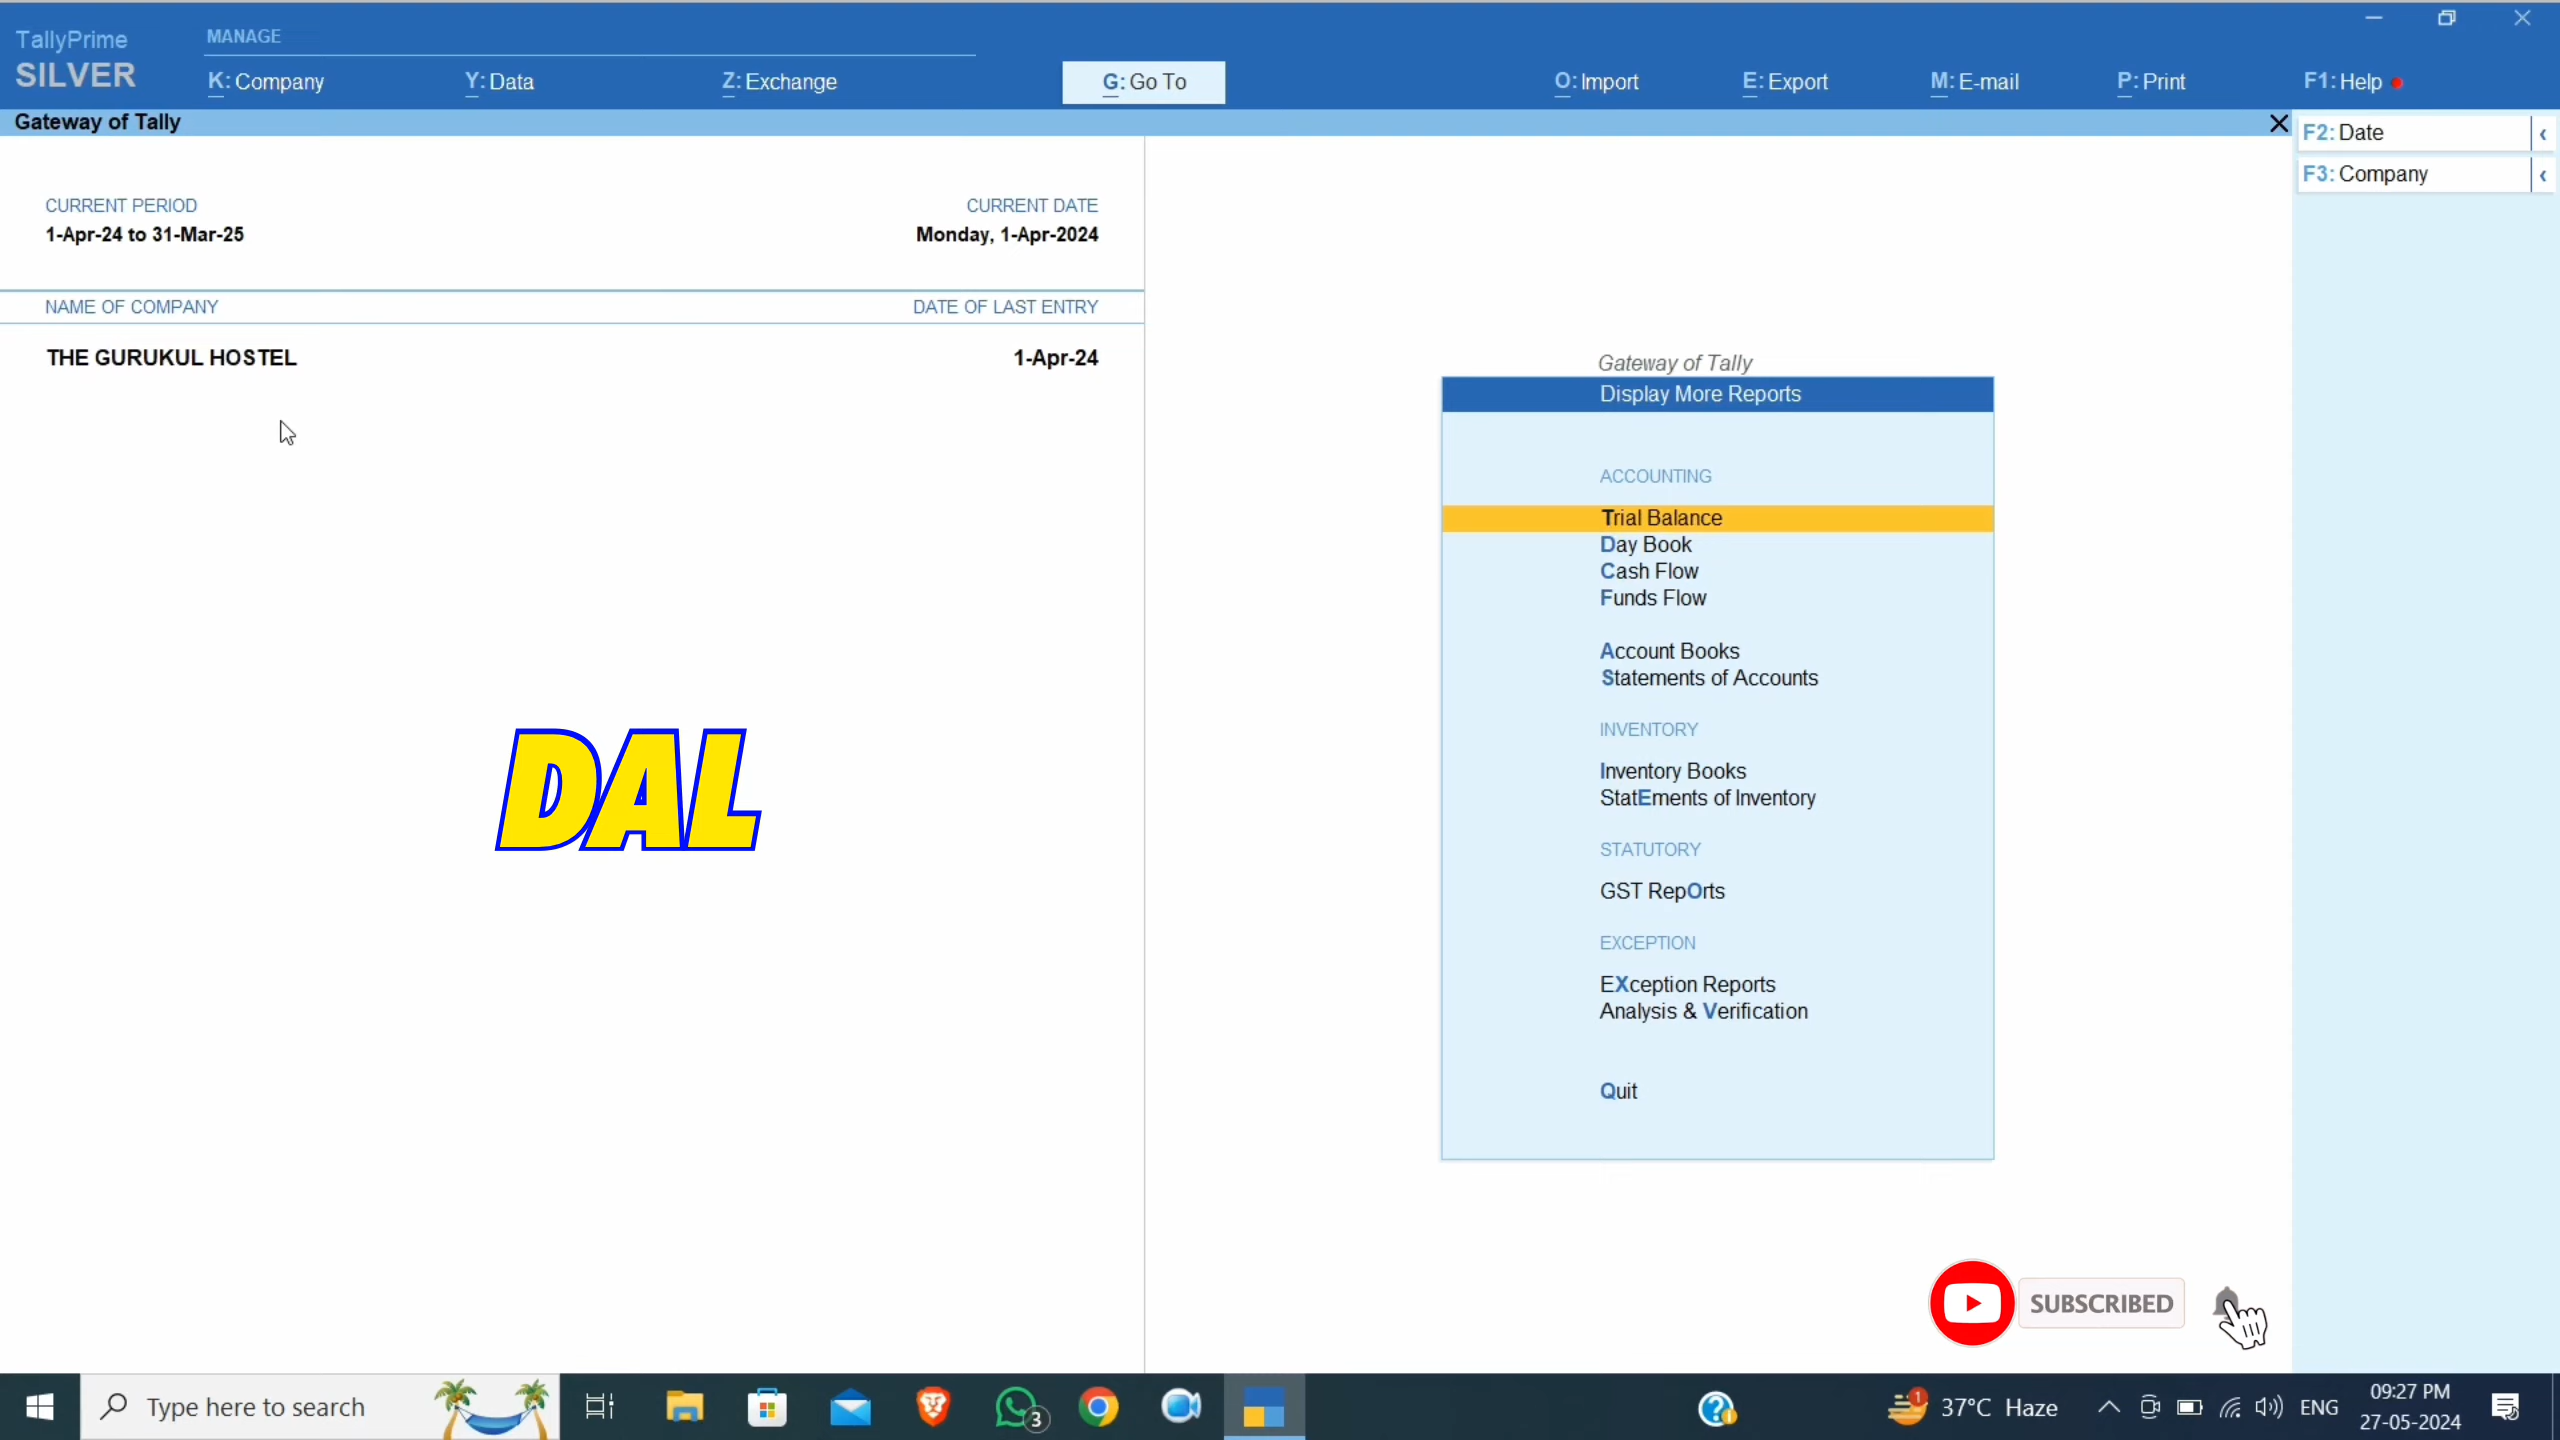 TallyPrime
SILVER
MANAGE
K: Company
Y: Data
Z: Exchange
G: Go To
O: Import
E: Export
M: E-mail
P: Print
F1: Help
Gateway of Tally
F2: Date
F3: Company
CURRENT PERIOD
CURRENT DATE
1-Apr-24 to 31-Mar-25
Monday, 1-Apr-2024
NAME OF COMPANY
DATE OF LAST ENTRY
THE GURUKUL HOSTEL
1-Apr-24
Gateway of Tally
Display More Reports
ACCOUNTING
Trial Balance
Day Book
Cash Flow
Funds Flow
Account Books
Statements of Accounts
INVENTORY
Inventory Books
StatEments of Inventory
STATUTORY
GST RepOrts
EXCEPTION
EXception Reports
Analysis & Verification
Quit
DAL
SUBSCRIBED
Type here to search
3
1
37°C Haze
ENG
09:27 PM
27-05-2024